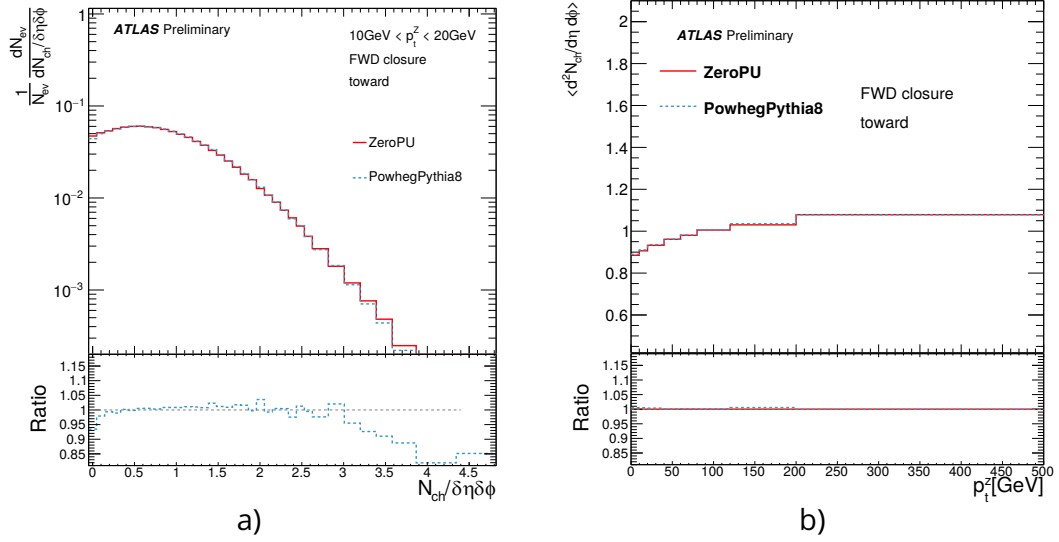 ATLAS Preliminary
10GeV < p_t^Z < 20GeV
FWD closure
toward
ZeroPU
PowhegPythia8
1/N_ev dN_ev/dN_ch/δηδϕ
1
10^−1
10^−2
10^−3
Ratio
1.15
1.1
1.05
1
0.95
0.9
0.85
0 0.5 1 1.5 2 2.5 3 3.5 4 4.5
N_ch/δηδϕ
a)
ATLAS Preliminary
ZeroPU
PowhegPythia8
FWD closure
toward
<d²N_ch/dη dϕ>
2
1.8
1.6
1.4
1.2
1
0.8
0.6
Ratio
1.15
1.1
1.05
1
0.95
0.9
0.85
0 50 100 150 200 250 300 350 400 450 500
p_t^z[GeV]
b)